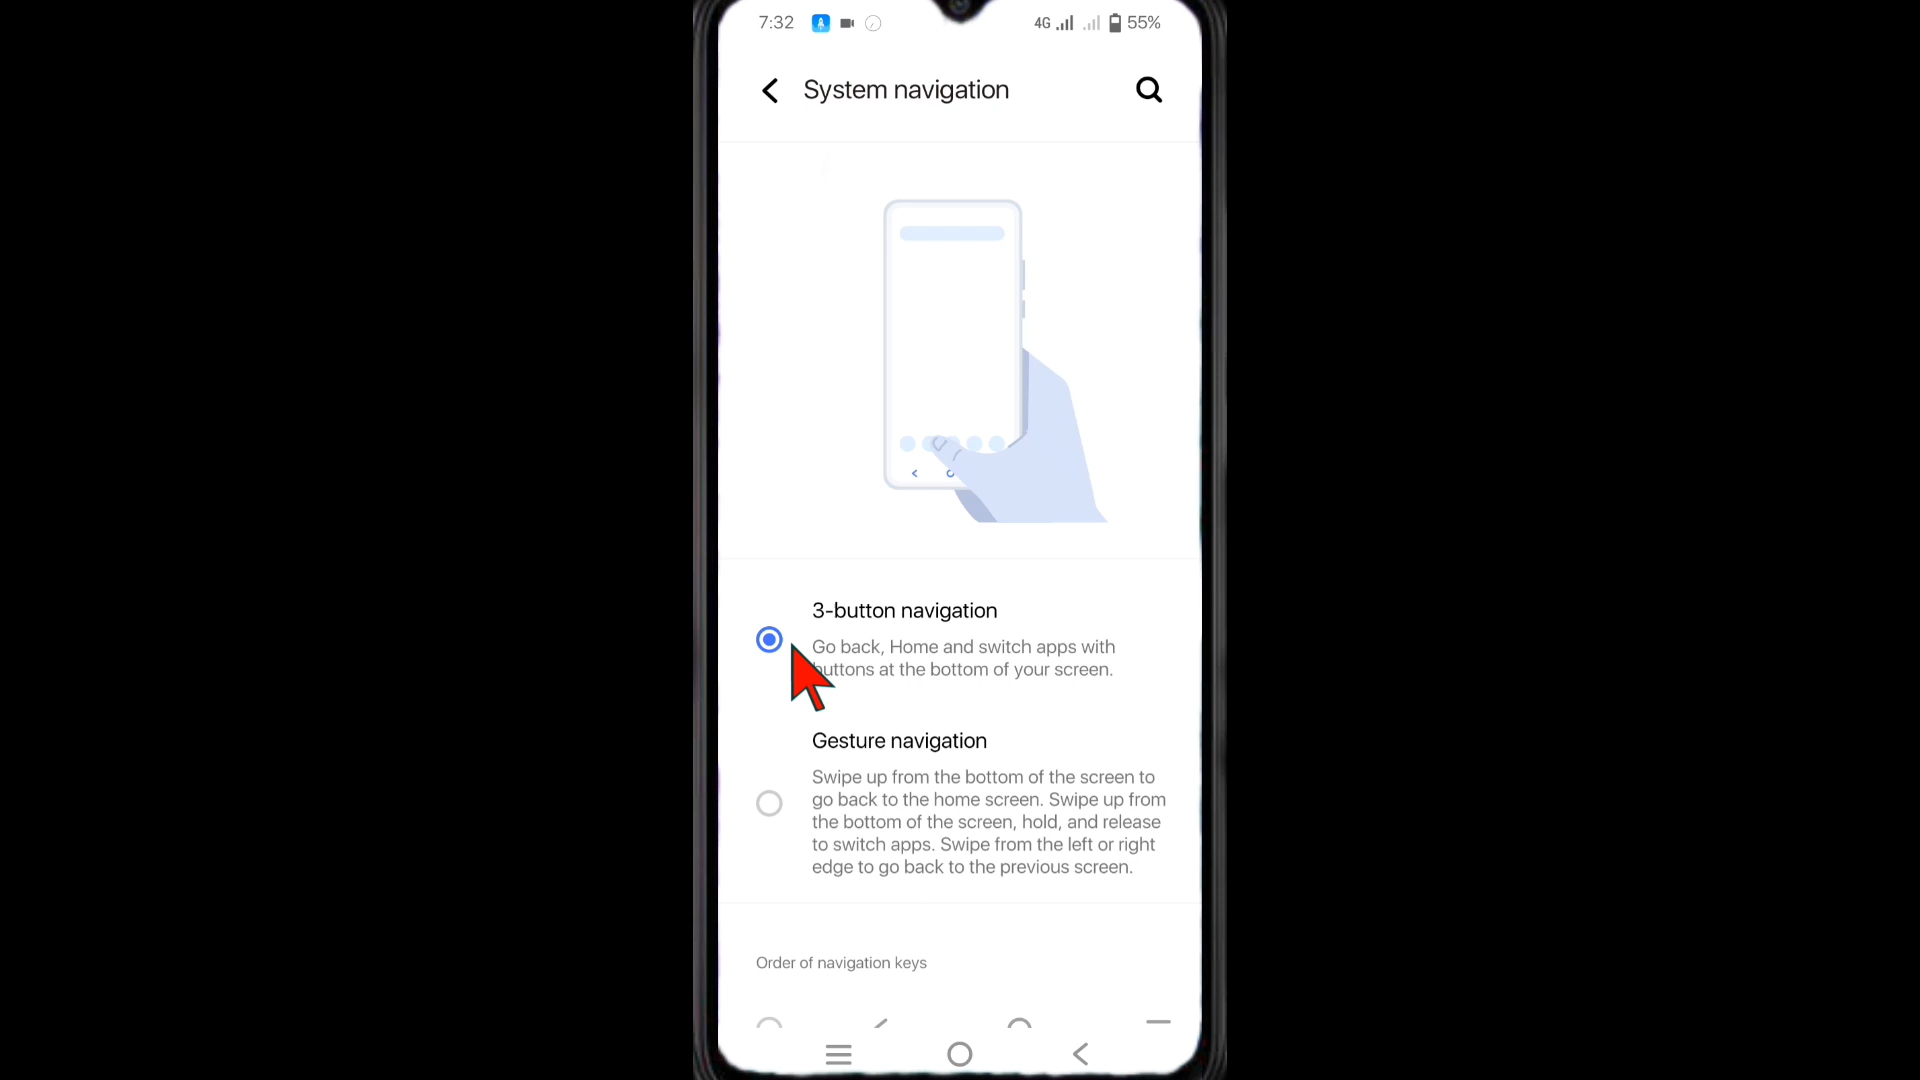 7:32 4G 55%
System navigation
3-button navigation
Go back, Home and switch apps with
buttons at the bottom of your screen.
Gesture navigation
Swipe up from the bottom of the screen to
go back to the home screen. Swipe up from
the bottom of the screen, hold, and release
to switch apps. Swipe from the left or right
edge to go back to the previous screen.
Order of navigation keys